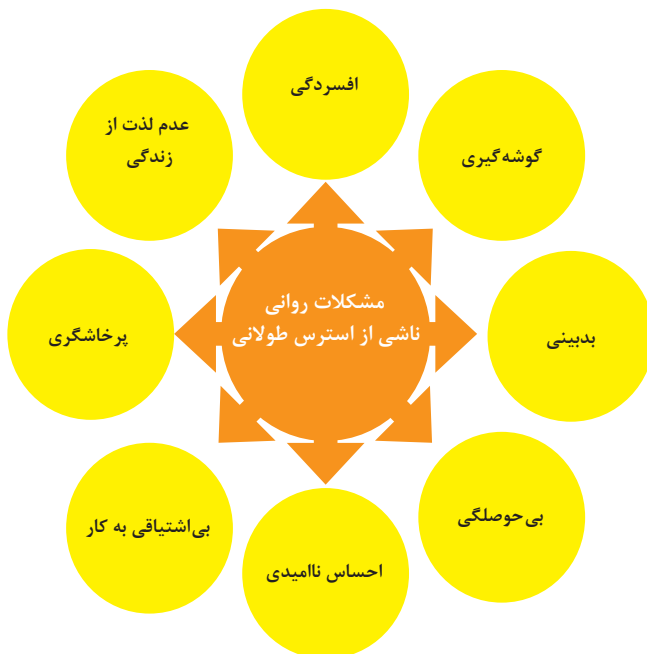 افسردگی
گوشه‌گیری
عدم لذت از
زندگی
مشکلات روانی
ناشی از استرس طولانی
بدبینی
پرخاشگری
بی‌حوصلگی
بی‌اشتیاقی به کار
احساس ناامیدی